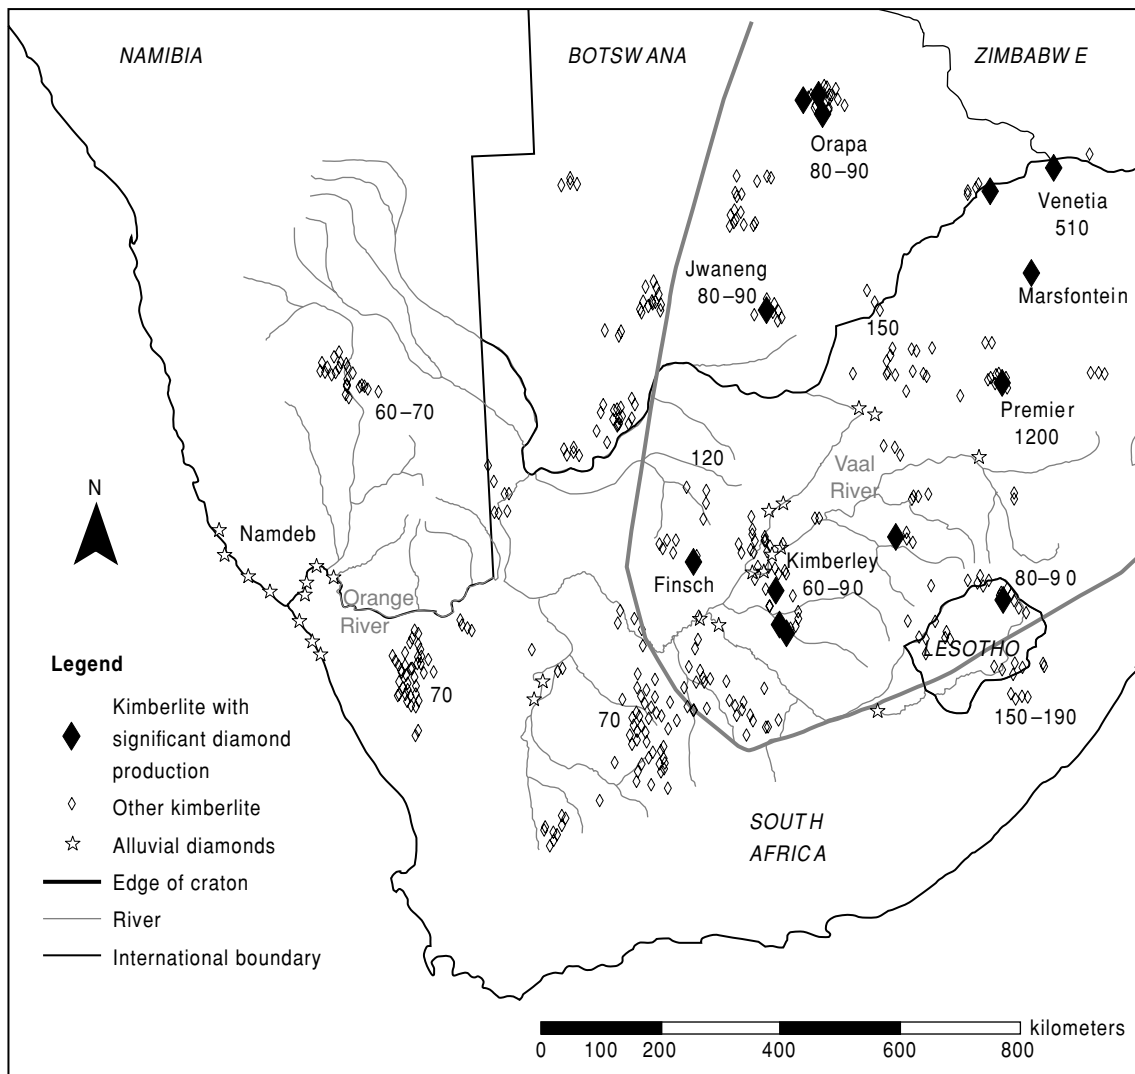 NAMIBIA
BOTSWANA
ZIMBABWE
Orapa
80–90
Venetia
510
Jwaneng
80–90
Marsfontein
150
60–70
Premier
1200
120
Vaal
River
N
Namdeb
Kimberley
60–90
Finsch
80–90
Orange
River
LESOTHO
70
70
150–190
Legend
Kimberlite with
significant diamond
production
Other kimberlite
Alluvial diamonds
Edge of craton
River
International boundary
SOUTH
AFRICA
kilometers
0 100 200 400 600 800